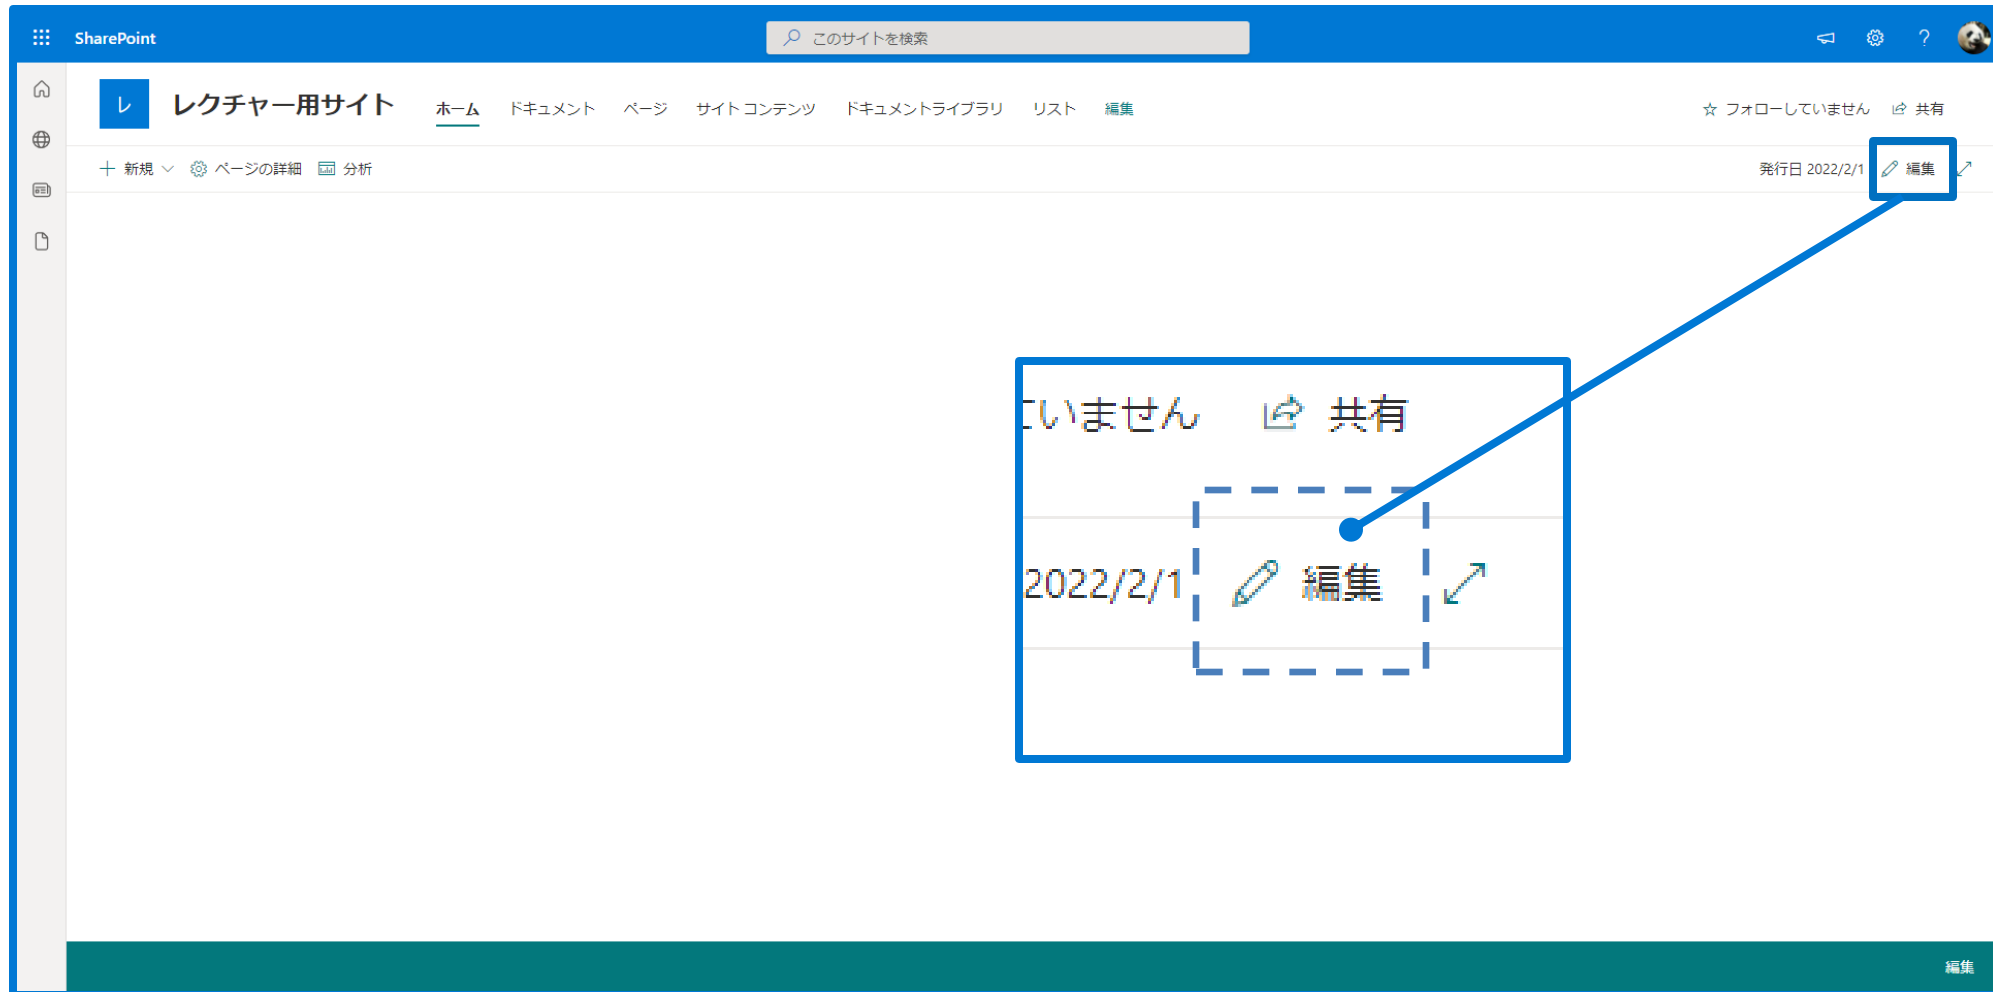 SharePoint
このサイトを検索
?
レ
レクチャー用サイト
ホーム ドキュメント ページ サイト コンテンツ ドキュメントライブラリ リスト 編集
☆ フォローしていません 共有
+ 新規 ページの詳細 分析
発行日 2022/2/1 編集
ていません 共有
2022/2/1 編集
編集